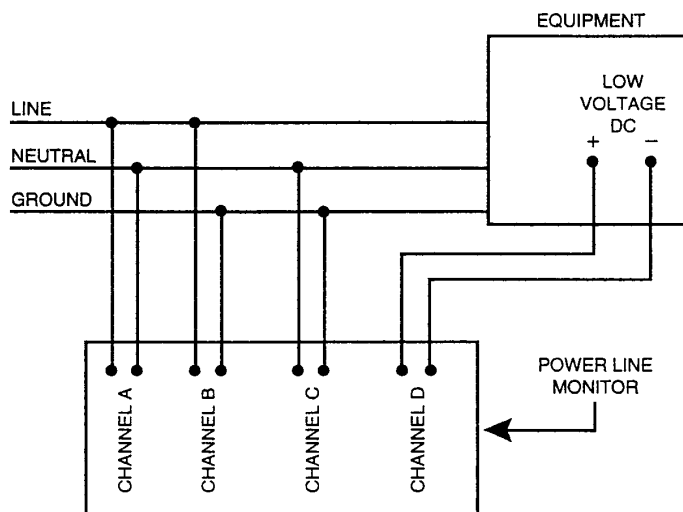 EQUIPMENT
LINE
LOW
VOLTAGE
DC
+ −
NEUTRAL
GROUND
POWER LINE
MONITOR
CHANNEL A
CHANNEL B
CHANNEL C
CHANNEL D